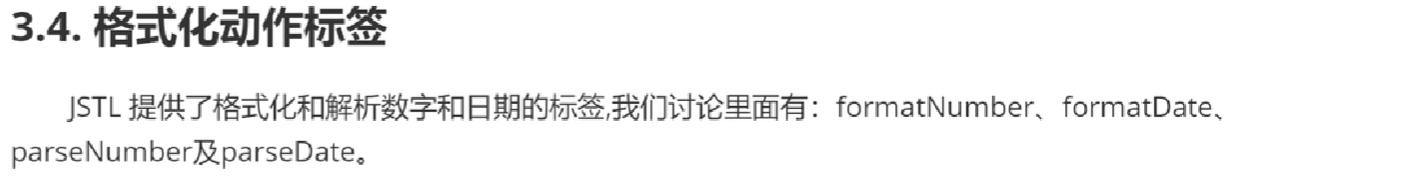 3.4. 格式化动作标签
JSTL 提供了格式化和解析数字和日期的标签,我们讨论里面有：formatNumber、formatDate、
parseNumber及parseDate。